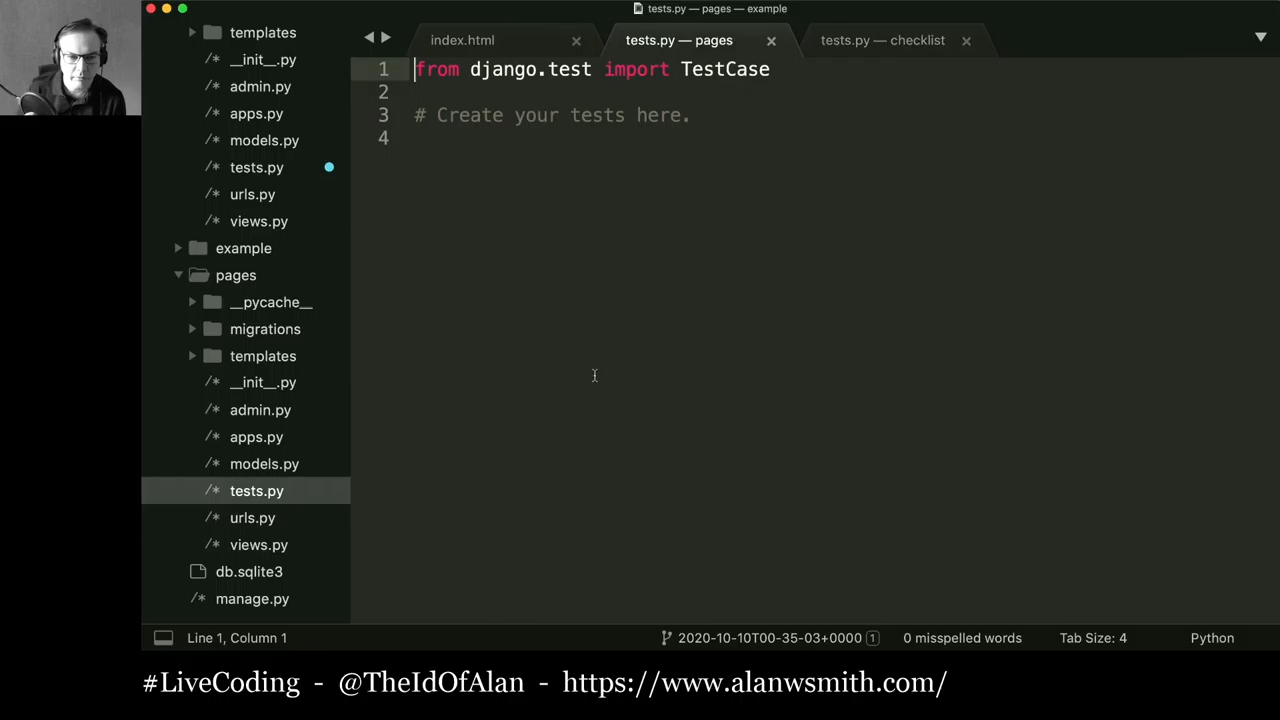 tests.py — pages — example
templates
__init__.py
admin.py
apps.py
models.py
tests.py
urls.py
views.py
example
pages
__pycache__
migrations
templates
__init__.py
admin.py
apps.py
models.py
tests.py
urls.py
views.py
db.sqlite3
manage.py
index.html
tests.py — pages
tests.py — checklist
1 from django.test import TestCase
2
3 # Create your tests here.
4
Line 1, Column 1
2020-10-10T00-35-03+0000 1
0 misspelled words
Tab Size: 4
Python
#LiveCoding - @TheIdOfAlan - https://www.alanwsmith.com/